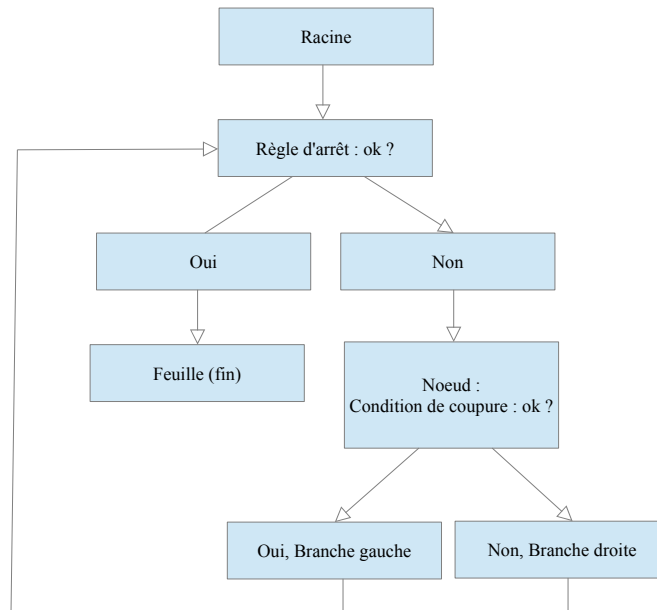 Racine
Règle d'arrêt : ok ?
Oui
Non
Feuille (fin)
Noeud :
Condition de coupure : ok ?
Oui, Branche gauche
Non, Branche droite